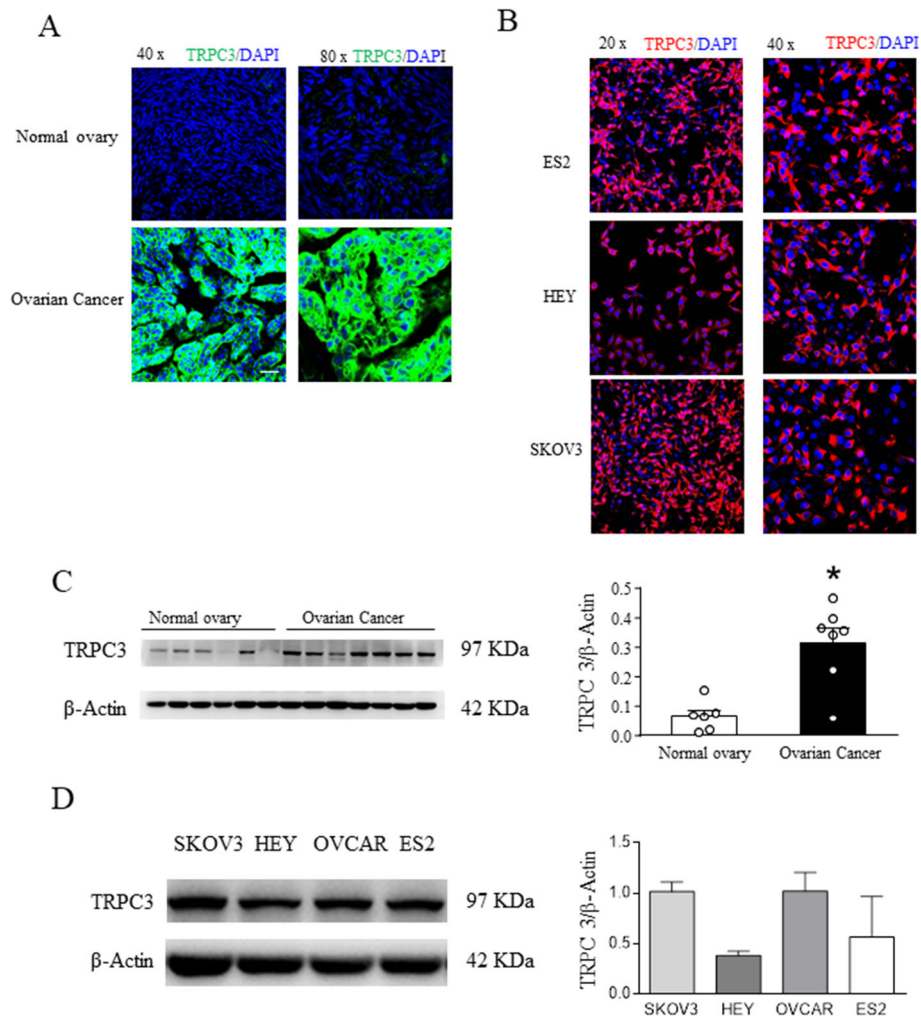 A
40 x TRPC3/DAPI
80 x TRPC3/DAPI
Normal ovary
Ovarian Cancer
B
20 x TRPC3/DAPI
40 x TRPC3/DAPI
ES2
HEY
SKOV3
C
Normal ovary
Ovarian Cancer
TRPC3
97 KDa
β-Actin
42 KDa
TRPC 3/β-Actin
0.5
0.4
0.3
0.2
0.1
0.0
*
Normal ovary
Ovarian Cancer
D
SKOV3 HEY OVCAR ES2
TRPC3
97 KDa
β-Actin
42 KDa
TRPC 3/β-Actin
1.5
1.0
0.5
0.0
SKOV3 HEY OVCAR ES2